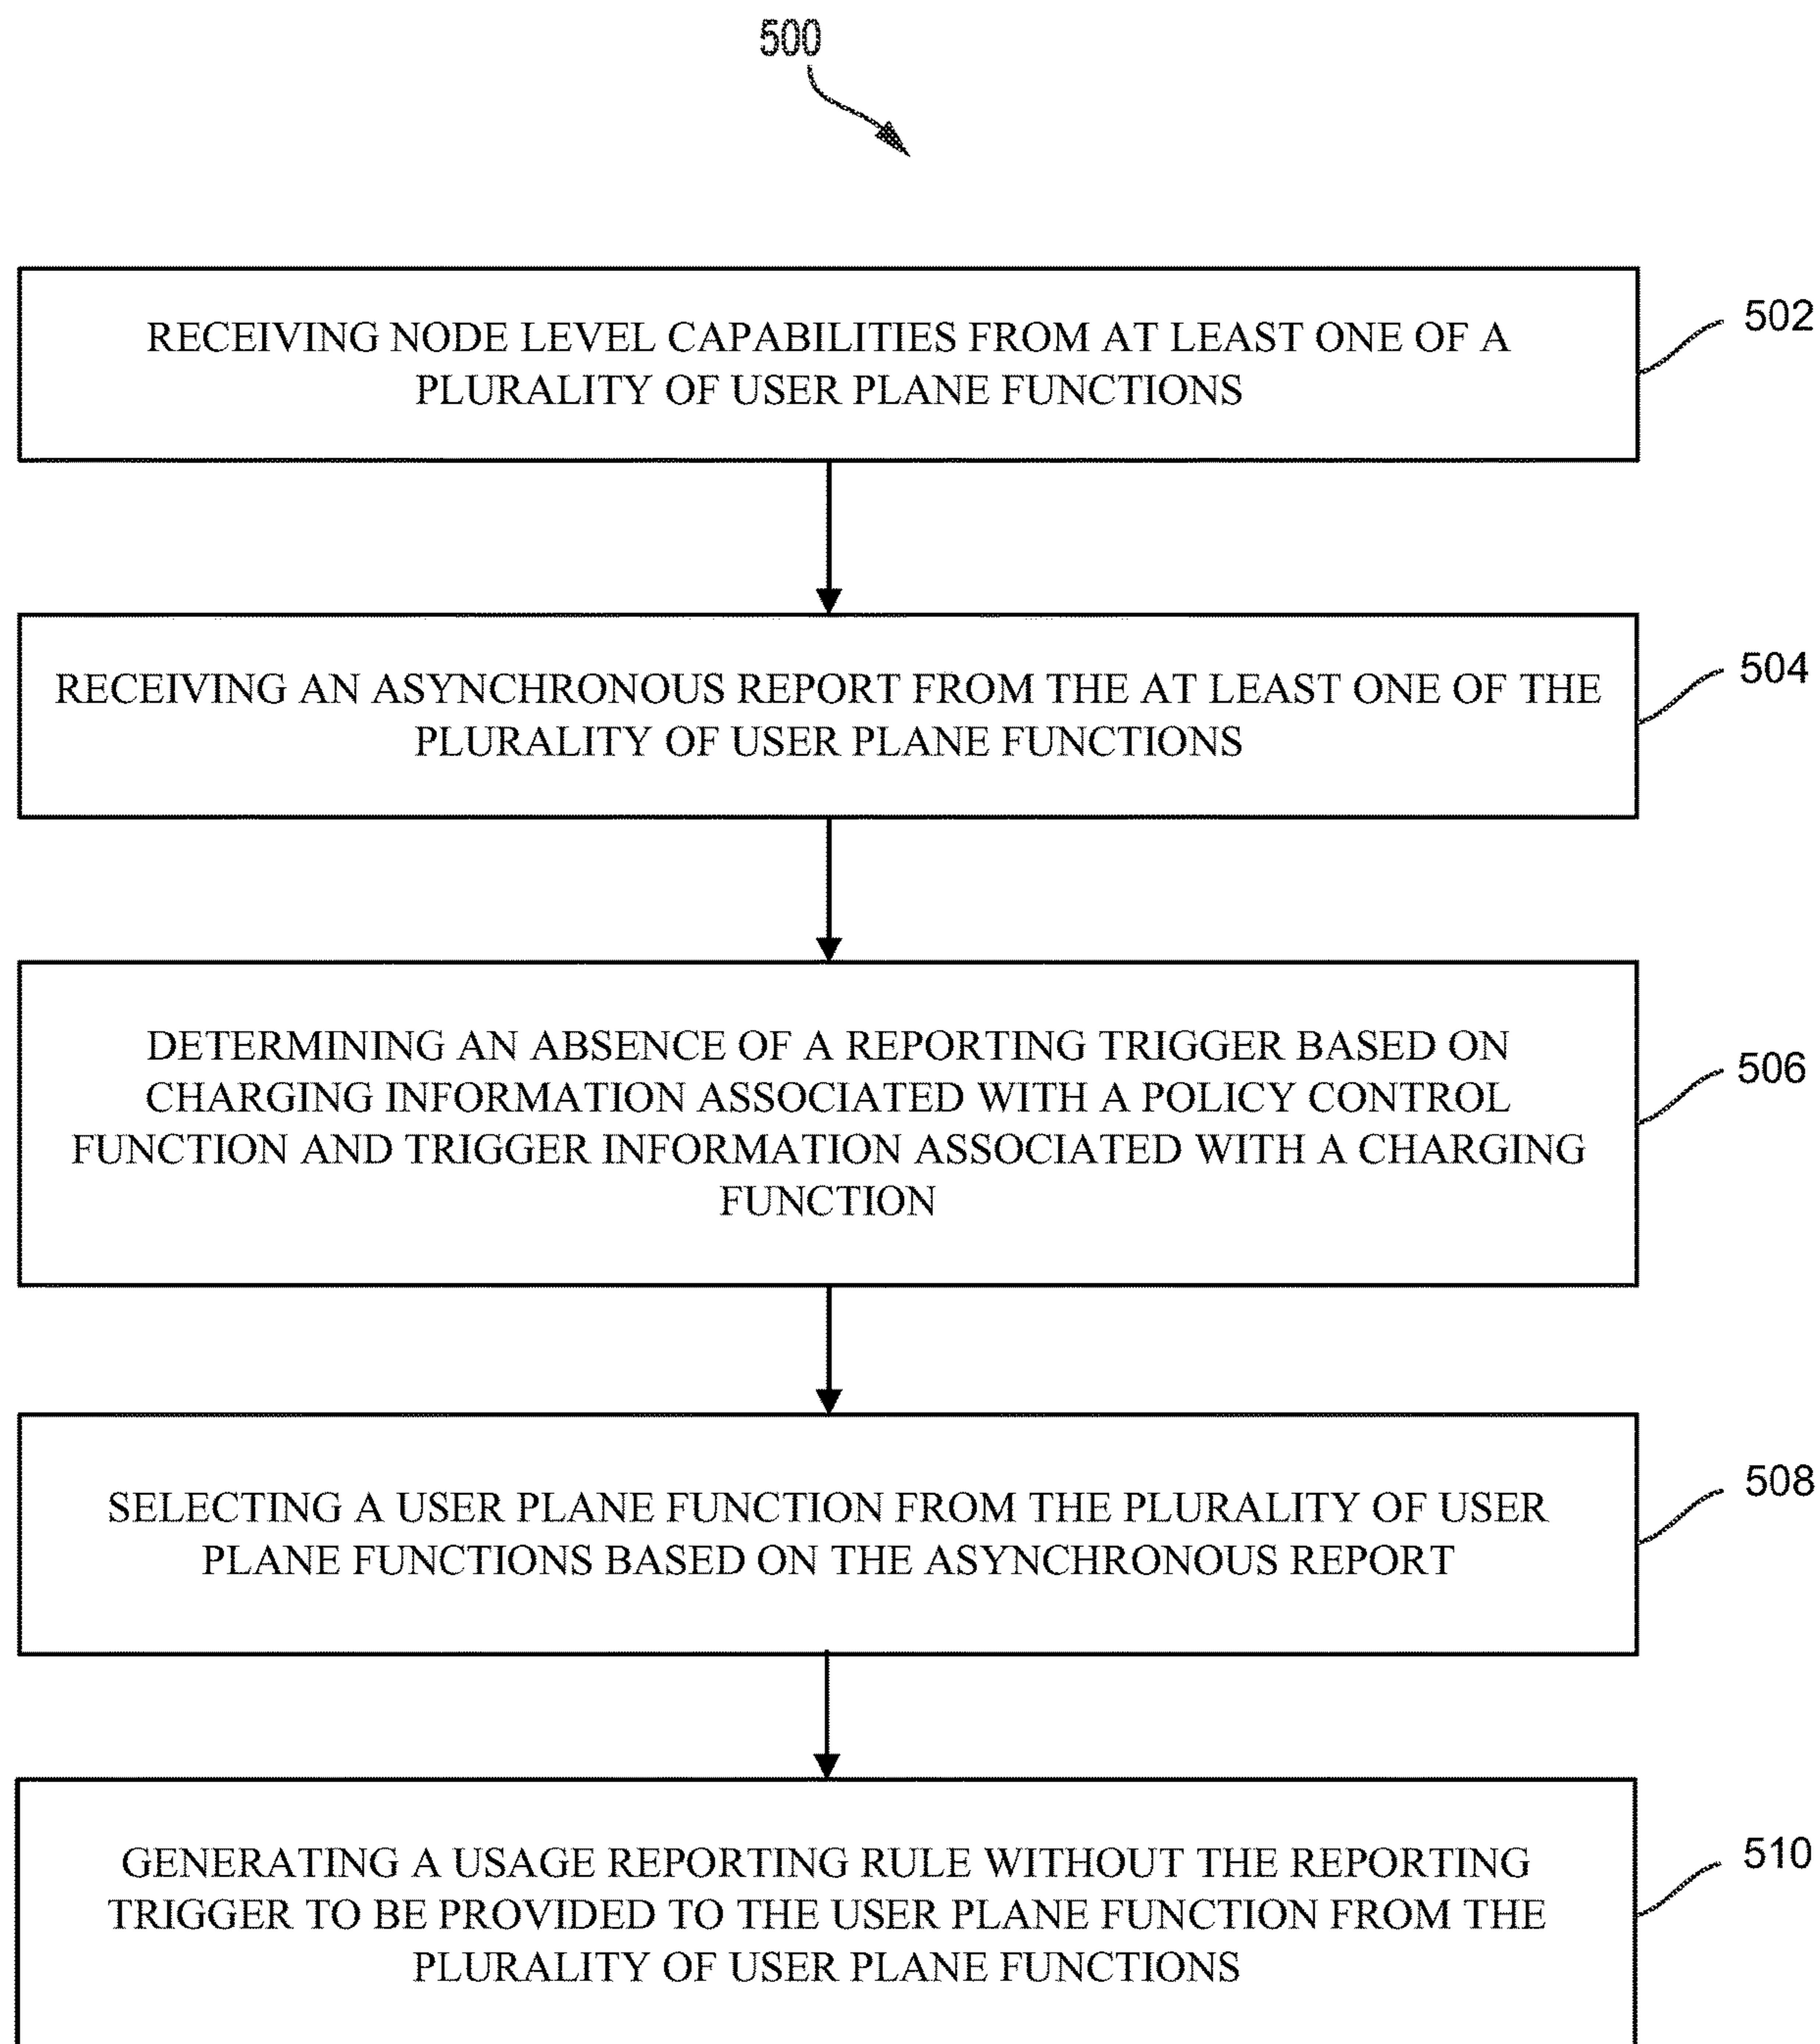 500
RECEIVING NODE LEVEL CAPABILITIES FROM AT LEAST ONE OF A
PLURALITY OF USER PLANE FUNCTIONS
502
RECEIVING AN ASYNCHRONOUS REPORT FROM THE AT LEAST ONE OF THE
PLURALITY OF USER PLANE FUNCTIONS
504
DETERMINING AN ABSENCE OF A REPORTING TRIGGER BASED ON
CHARGING INFORMATION ASSOCIATED WITH A POLICY CONTROL
FUNCTION AND TRIGGER INFORMATION ASSOCIATED WITH A CHARGING
FUNCTION
506
SELECTING A USER PLANE FUNCTION FROM THE PLURALITY OF USER
PLANE FUNCTIONS BASED ON THE ASYNCHRONOUS REPORT
508
GENERATING A USAGE REPORTING RULE WITHOUT THE REPORTING
TRIGGER TO BE PROVIDED TO THE USER PLANE FUNCTION FROM THE
PLURALITY OF USER PLANE FUNCTIONS
510